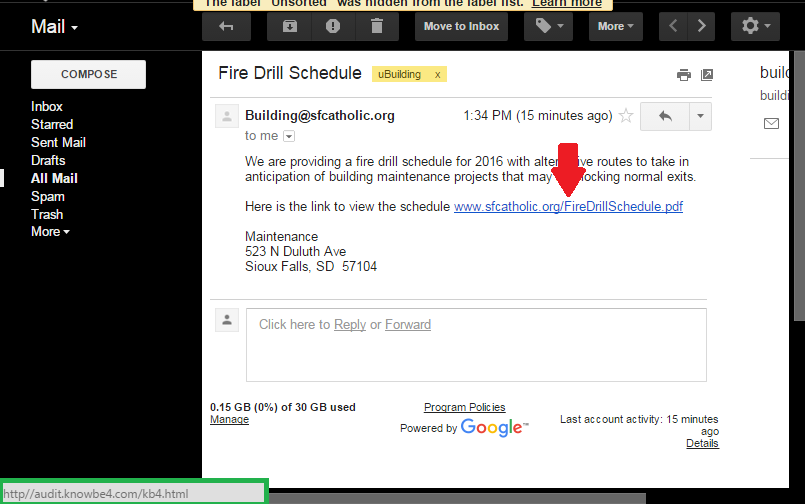 The label "Unsorted" was hidden from the label list. Learn more
Mail
Move to Inbox
More
COMPOSE
Inbox
Starred
Sent Mail
Drafts
All Mail
Spam
Trash
More
Fire Drill Schedule
uBuilding x
Building@sfcatholic.org
1:34 PM (15 minutes ago)
to me
We are providing a fire drill schedule for 2016 with alter ive routes to take in
anticipation of building maintenance projects that may locking normal exits.
Here is the link to view the schedule www.sfcatholic.org/FireDrillSchedule.pdf
Maintenance
523 N Duluth Ave
Sioux Falls, SD 57104
Click here to Reply or Forward
0.15 GB (0%) of 30 GB used
Manage
Program Policies
Powered by Google™
Last account activity: 15 minutes
ago
Details
buil
buildi
http//audit.knowbe4.com/kb4.html